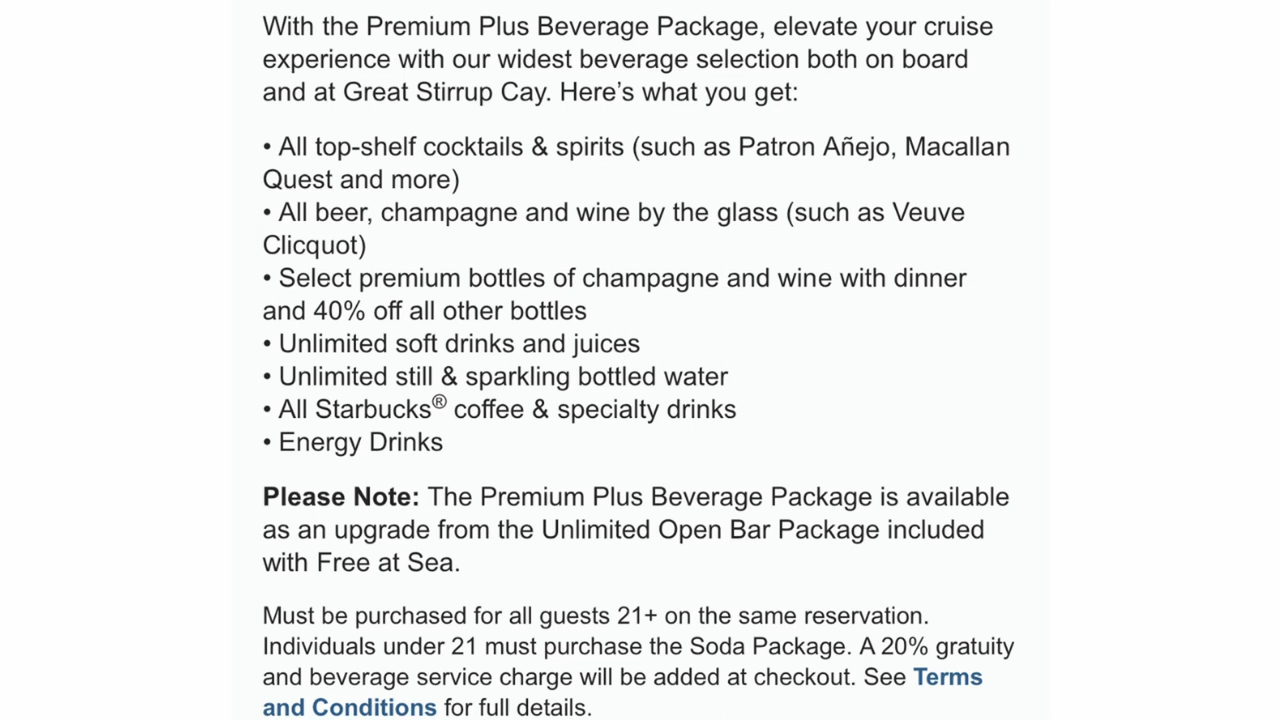 With the Premium Plus Beverage Package, elevate your cruise
experience with our widest beverage selection both on board
and at Great Stirrup Cay. Here’s what you get:
• All top-shelf cocktails & spirits (such as Patron Añejo, Macallan
Quest and more)
• All beer, champagne and wine by the glass (such as Veuve
Clicquot)
• Select premium bottles of champagne and wine with dinner
and 40% off all other bottles
• Unlimited soft drinks and juices
• Unlimited still & sparkling bottled water
• All Starbucks® coffee & specialty drinks
• Energy Drinks
Please Note: The Premium Plus Beverage Package is available
as an upgrade from the Unlimited Open Bar Package included
with Free at Sea.
Must be purchased for all guests 21+ on the same reservation.
Individuals under 21 must purchase the Soda Package. A 20% gratuity
and beverage service charge will be added at checkout. See Terms
and Conditions for full details.